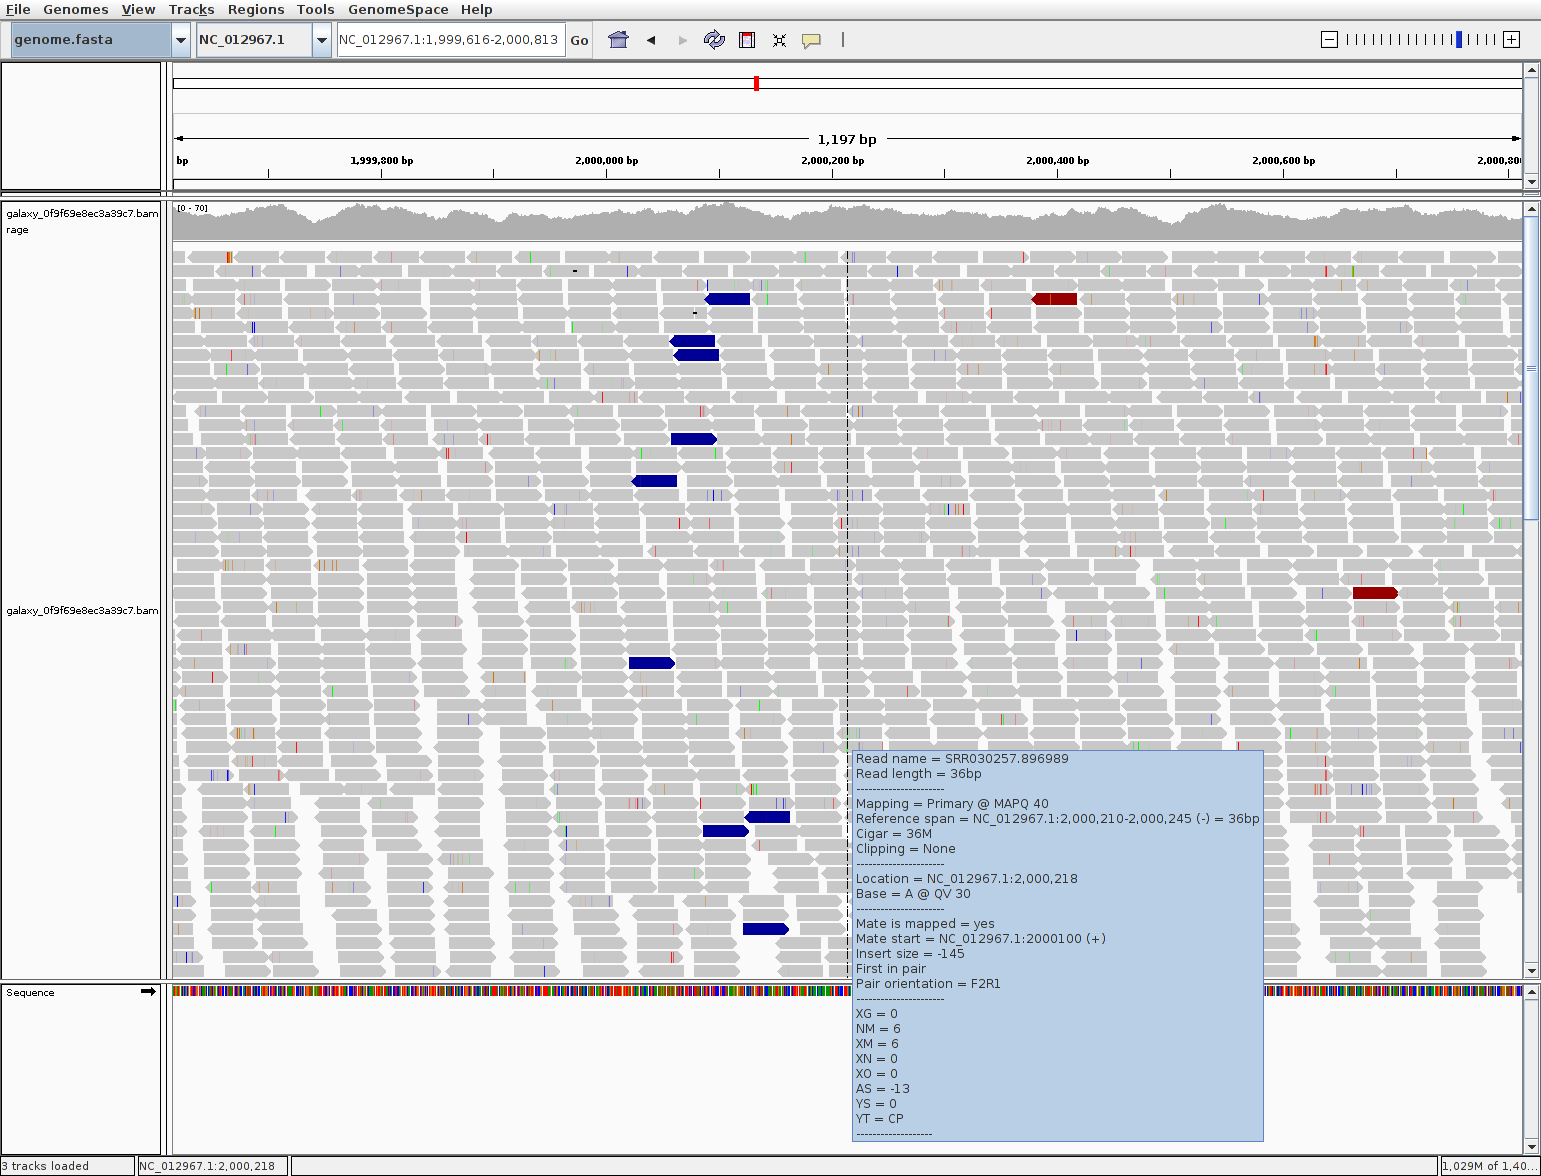 File Genomes View Tracks Regions Tools GenomeSpace Help
genome.fasta NC_012967.1 NC_012967.1:1,999,616-2,000,813 Go
1,197 bp
bp 1,999,800 bp 2,000,000 bp 2,000,200 bp 2,000,400 bp 2,000,600 bp 2,000,80
galaxy_0f9f69e8ec3a39c7.bam
rage
[0 - 70]
galaxy_0f9f69e8ec3a39c7.bam
Read name = SRR030257.896989
Read length = 36bp
----------------------
Mapping = Primary @ MAPQ 40
Reference span = NC_012967.1:2,000,210-2,000,245 (-) = 36bp
Cigar = 36M
Clipping = None
----------------------
Location = NC_012967.1:2,000,218
Base = A @ QV 30
----------------------
Mate is mapped = yes
Mate start = NC_012967.1:2000100 (+)
Insert size = -145
First in pair
Pair orientation = F2R1
----------------------
XG = 0
NM = 6
XM = 6
XN = 0
XO = 0
AS = -13
YS = 0
YT = CP
-------------------
Sequence
3 tracks loaded NC_012967.1:2,000,218 1,029M of 1,40...